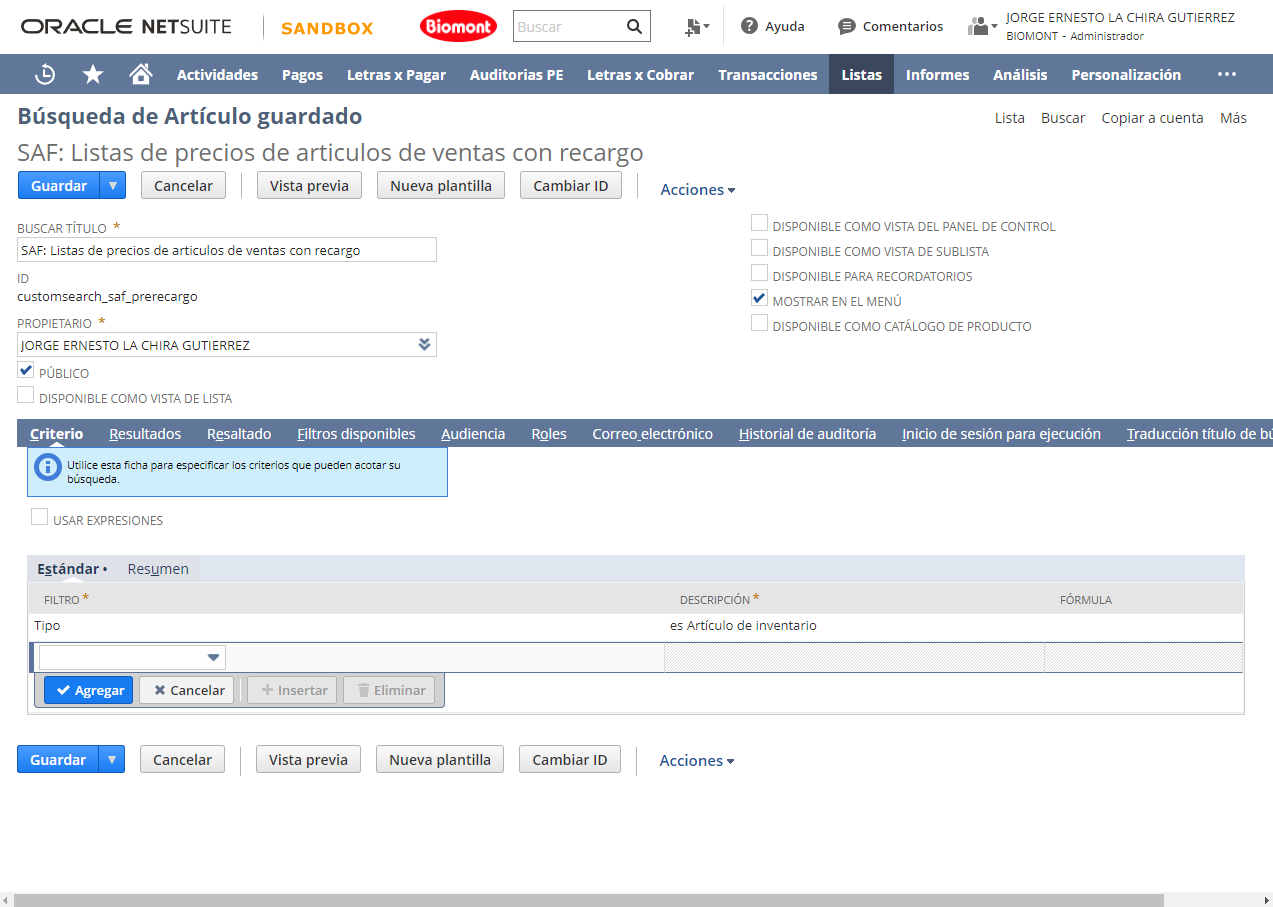 ORACLE NETSUITE SANDBOX Biomont Buscar Ayuda Comentarios JORGE ERNESTO LA CHIRA GUTIERREZ
BIOMONT - Administrador
Actividades Pagos Letras x Pagar Auditorias PE Letras x Cobrar Transacciones Listas Informes Análisis Personalización
Búsqueda de Artículo guardado Lista Buscar Copiar a cuenta Más
SAF: Listas de precios de articulos de ventas con recargo
Guardar Cancelar Vista previa Nueva plantilla Cambiar ID Acciones
BUSCAR TÍTULO *
SAF: Listas de precios de articulos de ventas con recargo
ID
customsearch_saf_prerecargo
PROPIETARIO *
JORGE ERNESTO LA CHIRA GUTIERREZ
PÚBLICO
DISPONIBLE COMO VISTA DE LISTA
DISPONIBLE COMO VISTA DEL PANEL DE CONTROL
DISPONIBLE COMO VISTA DE SUBLISTA
DISPONIBLE PARA RECORDATORIOS
MOSTRAR EN EL MENÚ
DISPONIBLE COMO CATÁLOGO DE PRODUCTO
Criterio Resultados Resaltado Filtros disponibles Audiencia Roles Correo electrónico Historial de auditoría Inicio de sesión para ejecución Traducción título de bú
Utilice esta ficha para especificar los criterios que pueden acotar su
búsqueda.
USAR EXPRESIONES
Estándar • Resumen
FILTRO * DESCRIPCIÓN * FÓRMULA
Tipo es Artículo de inventario
Agregar Cancelar Insertar Eliminar
Guardar Cancelar Vista previa Nueva plantilla Cambiar ID Acciones